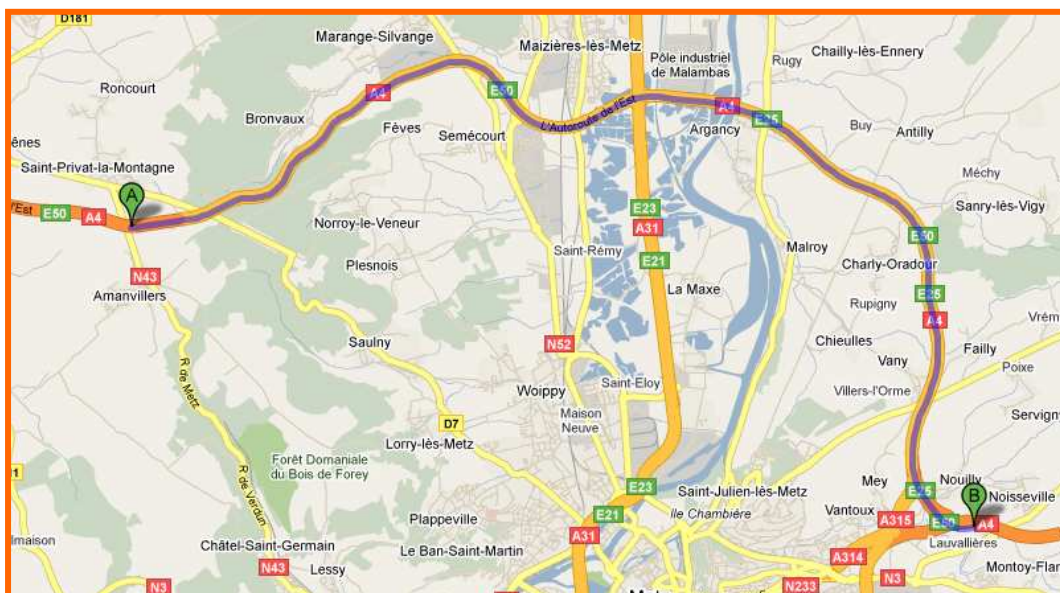 D181
Marange-Silvange
Maizières-lès-Metz
Chailly-lès-Ennery
Pôle industriel
de Malambas
Rugy
Roncourt
A4
E50
A4
Bronvaux
Fèves
L'Autoroute de l'Est
E25
Semécourt
Argancy
Buy
Antilly
Saint-Privat-la-Montagne
Méchy
A
l'Est
E50
A4
Norroy-le-Veneur
E23
A31
Sanry-lès-Vigy
E50
Saint-Rémy
Malroy
E21
Plesnois
Charly-Oradour
N43
La Maxe
E25
Amanvillers
Rupigny
A4
Saulny
N52
Chieulles
Failly
Vany
Poixe
R de Metz
Woippy
Saint-Eloy
Villers-l'Orme
Maison
Neuve
D7
Lorry-lès-Metz
Forêt Domaniale
du Bois de Forey
R de Verdun
Mey
Nouilly
E23
Saint-Julien-lès-Metz
E25
B
Noisseville
Ile Chambière
Plappeville
E21
Vantoux
A315
E50
A4
A31
Châtel-Saint-Germain
Le Ban-Saint-Martin
Lauvallières
A314
N43
Lessy
Montoy-Flan
N3
N233
N3